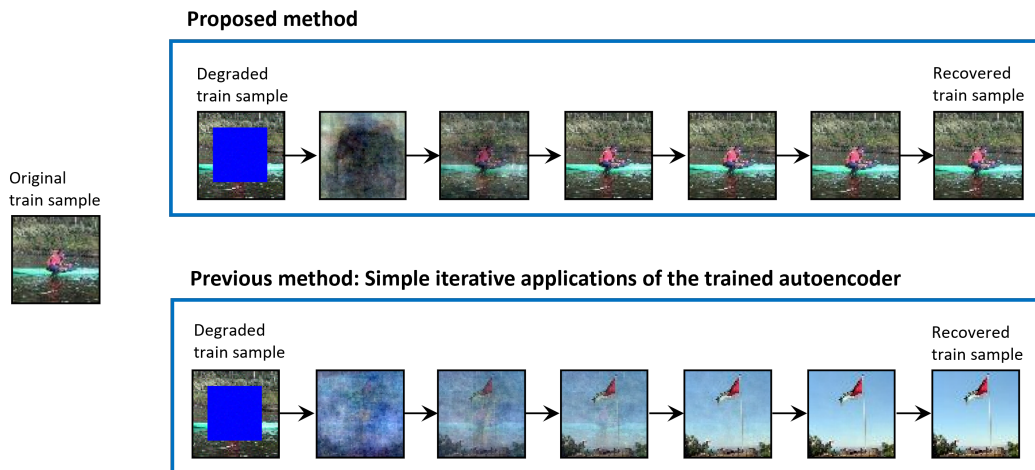 Proposed method
Degraded
train sample
Recovered
train sample
Original
train sample
Previous method: Simple iterative applications of the trained autoencoder
Degraded
train sample
Recovered
train sample